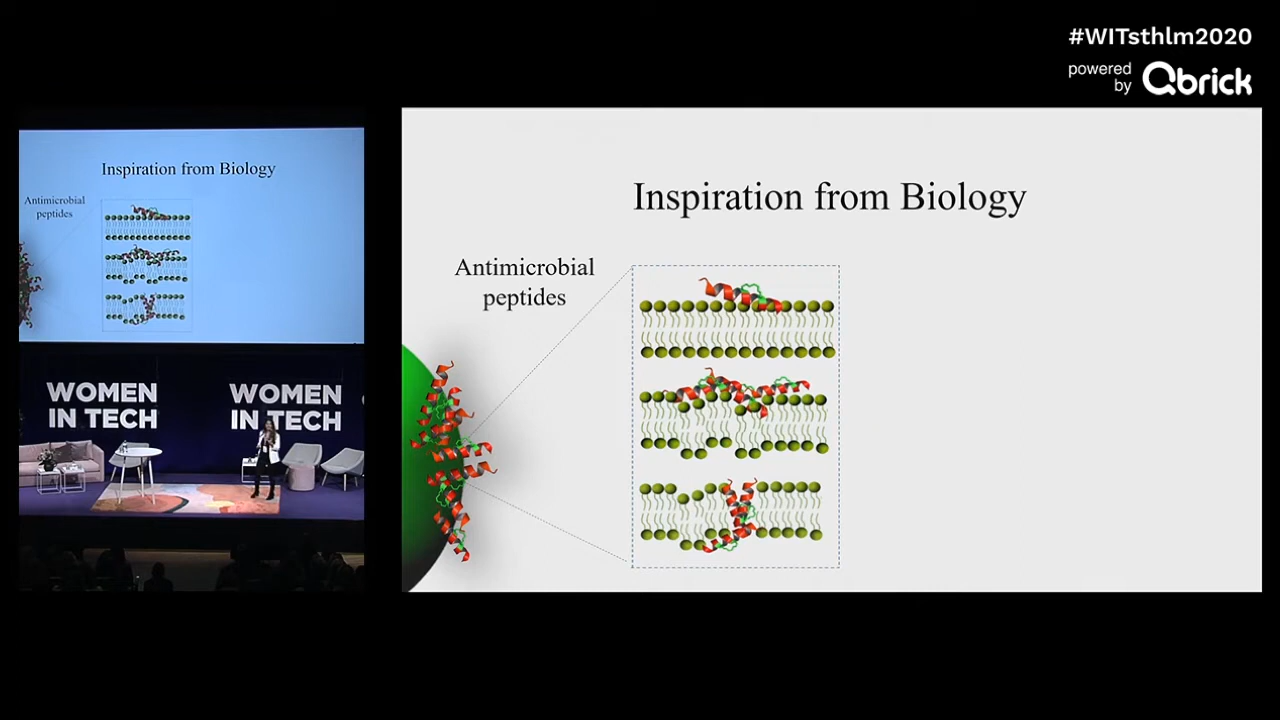 #WITsthlm2020
powered
by
Qbrick
Inspiration from Biology
Antimicrobial
peptides
WOMEN
IN TECH
WOMEN
IN TECH
Inspiration from Biology
Antimicrobial
peptides